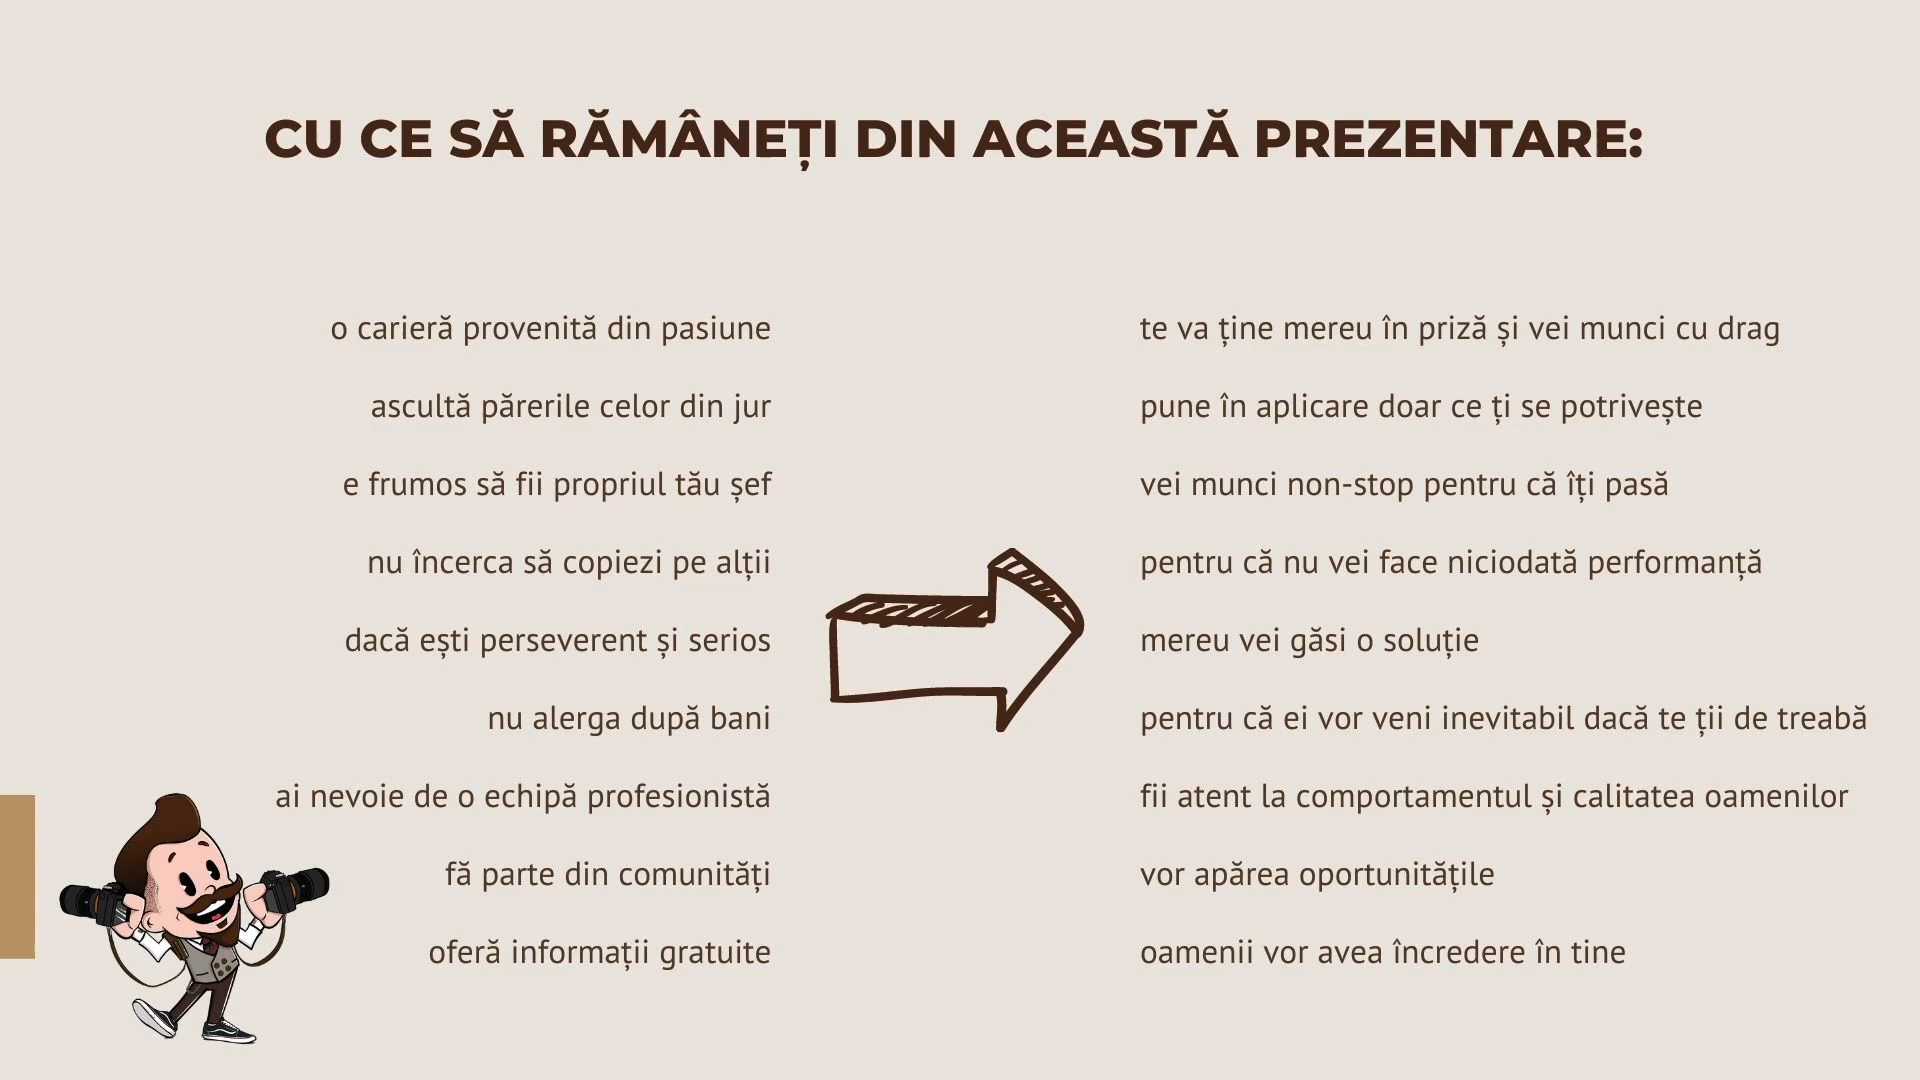 CU CE SĂ RĂMÂNEȚI DIN ACEASTĂ PREZENTARE:
o carieră provenită din pasiune
te va ține mereu în priză și vei munci cu drag
ascultă părerile celor din jur
pune în aplicare doar ce ți se potrivește
e frumos să fii propriul tău șef
vei munci non-stop pentru că îți pasă
nu încerca să copiezi pe alții
pentru că nu vei face niciodată performanță
dacă ești perseverent și serios
mereu vei găsi o soluție
nu alerga după bani
pentru că ei vor veni inevitabil dacă te ții de treabă
ai nevoie de o echipă profesionistă
fii atent la comportamentul și calitatea oamenilor
fă parte din comunități
vor apărea oportunitățile
oferă informații gratuite
oamenii vor avea încredere în tine